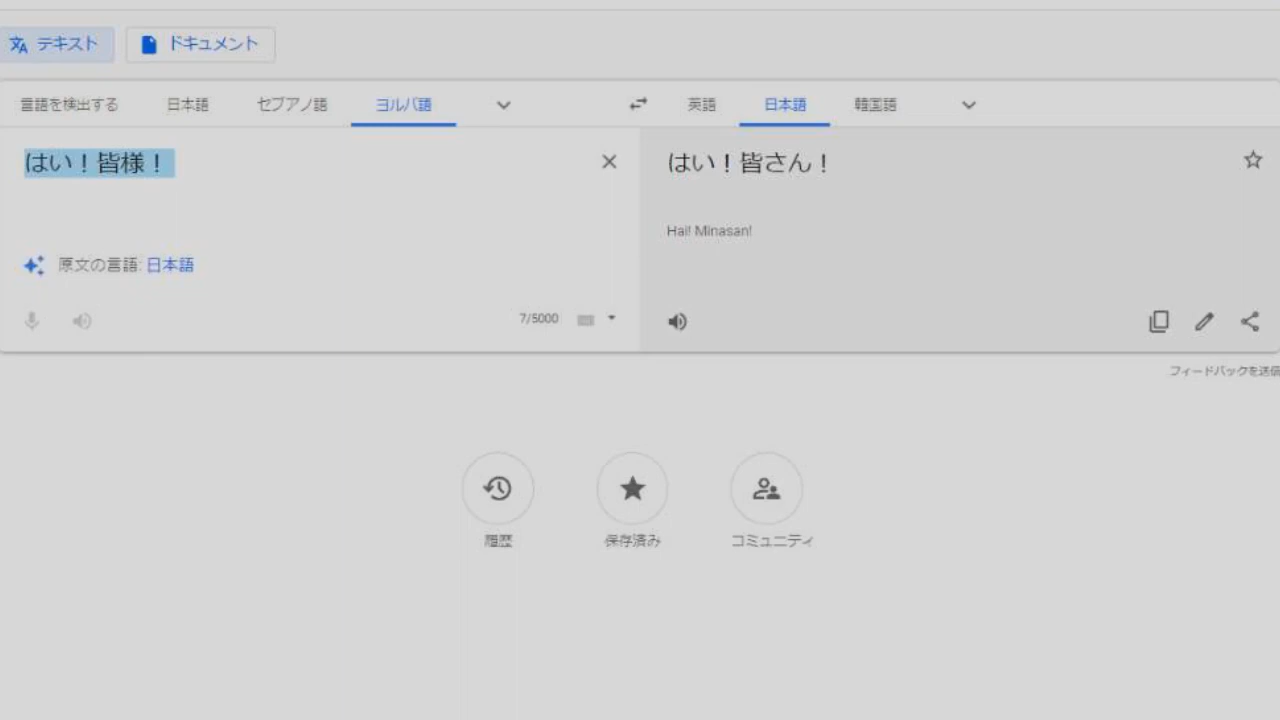 テキスト ドキュメント
言語を検出する 日本語 セブアノ語 ヨルバ語 英語 日本語 韓国語
はい！皆様！ はい！皆さん！
Hai! Minasan!
原文の言語: 日本語
7/5000
フィードバックを送信
履歴 保存済み コミュニティ